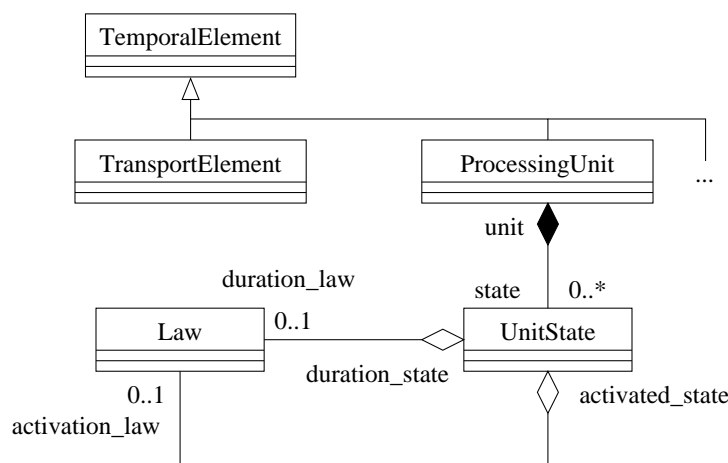 TemporalElement
TransportElement
ProcessingUnit
...
unit
duration_law
state
0..*
0..1
Law
UnitState
duration_state
0..1
activated_state
activation_law